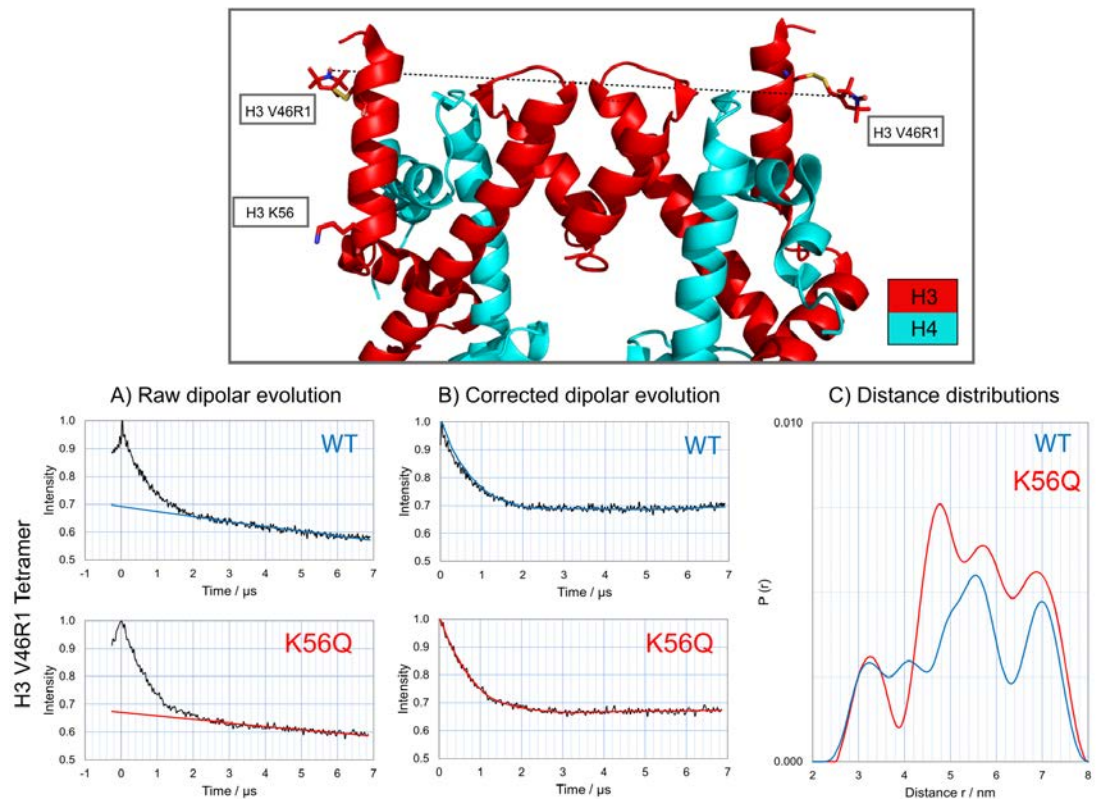 H3 V46R1
H3 V46R1
H3 K56
H3
H4
A) Raw dipolar evolution
B) Corrected dipolar evolution
C) Distance distributions
H3 V46R1 Tetramer
WT
Intensity
1.0
0.9
0.8
0.7
0.6
0.5
-1 0 1 2 3 4 5 6 7
Time / µs
WT
Intensity
1.0
0.9
0.8
0.7
0.6
0.5
0 1 2 3 4 5 6 7
Time / µs
K56Q
Intensity
1.0
0.9
0.8
0.7
0.6
0.5
-1 0 1 2 3 4 5 6 7
Time / µs
K56Q
Intensity
1.0
0.9
0.8
0.7
0.6
0.5
0 1 2 3 4 5 6 7
Time / µs
0.010
WT
K56Q
P (r)
0.000
2 3 4 5 6 7 8
Distance r / nm